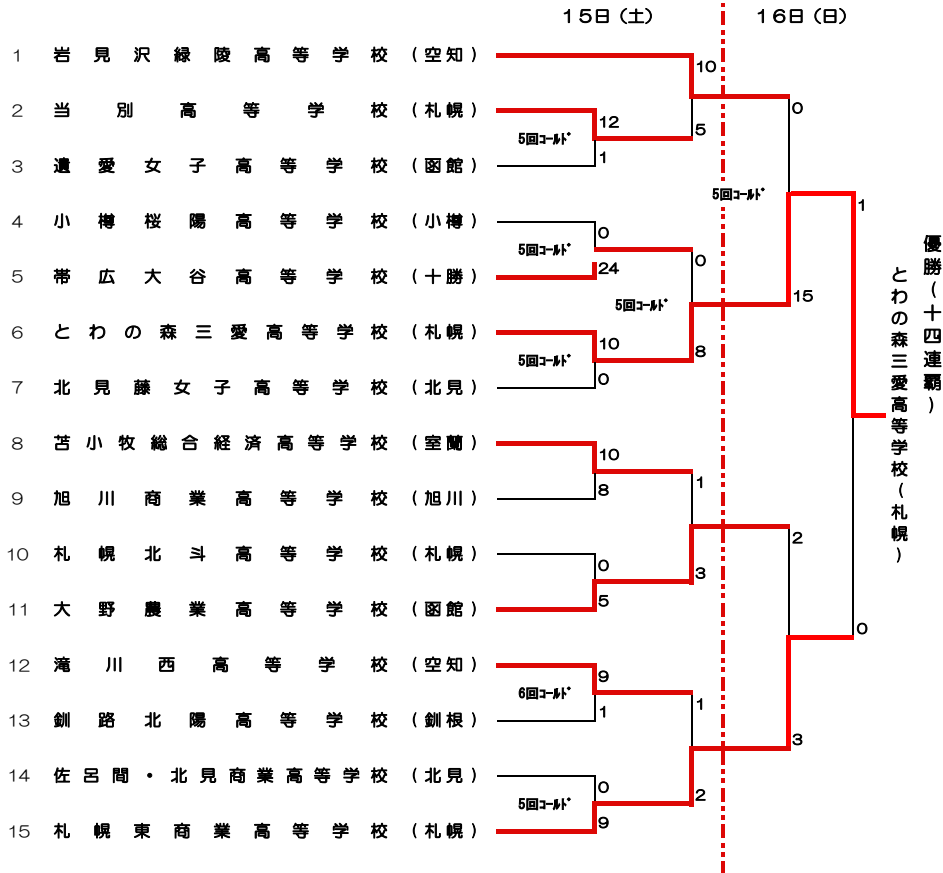 15日（土）
16日（日）
1 岩見沢緑陵高等学校（空知）
10
0
2 当別高等学校（札幌）
12
5回ｺｰﾙﾄﾞ
5
1
3 遺愛女子高等学校（函館）
5回ｺｰﾙﾄﾞ
1
4 小樽桜陽高等学校（小樽）
0
5回ｺｰﾙﾄﾞ
0
5 帯広大谷高等学校（十勝）
24
5回ｺｰﾙﾄﾞ
15
6 とわの森三愛高等学校（札幌）
10
8
5回ｺｰﾙﾄﾞ
0
7 北見藤女子高等学校（北見）
優勝（十四連覇）
とわの森三愛高等学校（札幌）
8 苫小牧総合経済高等学校（室蘭）
10
1
8
9 旭川商業高等学校（旭川）
2
10 札幌北斗高等学校（札幌）
0
3
5
11 大野農業高等学校（函館）
0
12 滝川西高等学校（空知）
9
6回ｺｰﾙﾄﾞ
1
1
13 釧路北陽高等学校（釧根）
3
14 佐呂間・北見商業高等学校（北見）
0
2
5回ｺｰﾙﾄﾞ
9
15 札幌東商業高等学校（札幌）